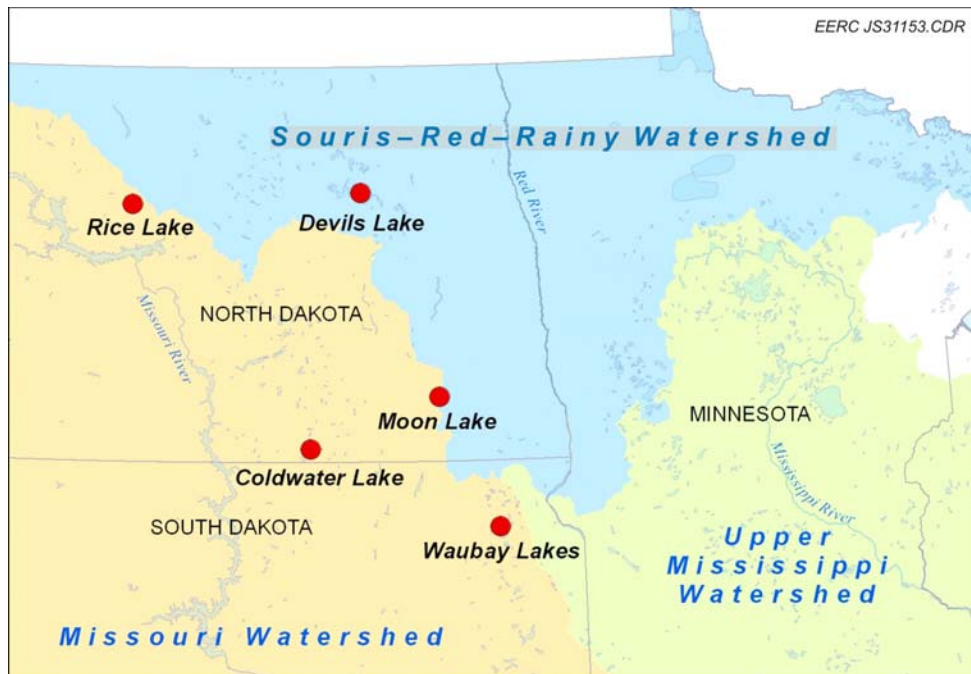 EERC JS31153.CDR
Souris–Red–Rainy Watershed
Red River
Rice Lake
Devils Lake
Missouri River
NORTH DAKOTA
Moon Lake
MINNESOTA
Coldwater Lake
Mississippi River
SOUTH DAKOTA
Waubay Lakes
Upper
Mississippi
Watershed
Missouri Watershed